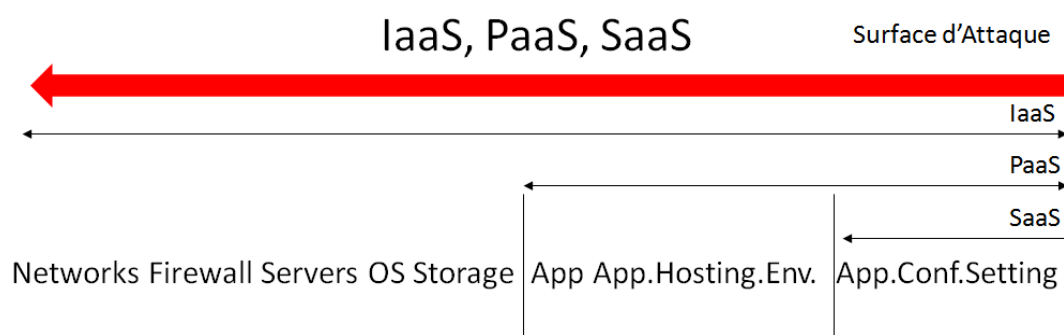 IaaS, PaaS, SaaS
Surface d'Attaque
IaaS
PaaS
SaaS
Networks Firewall Servers OS Storage App App.Hosting.Env. App.Conf.Setting